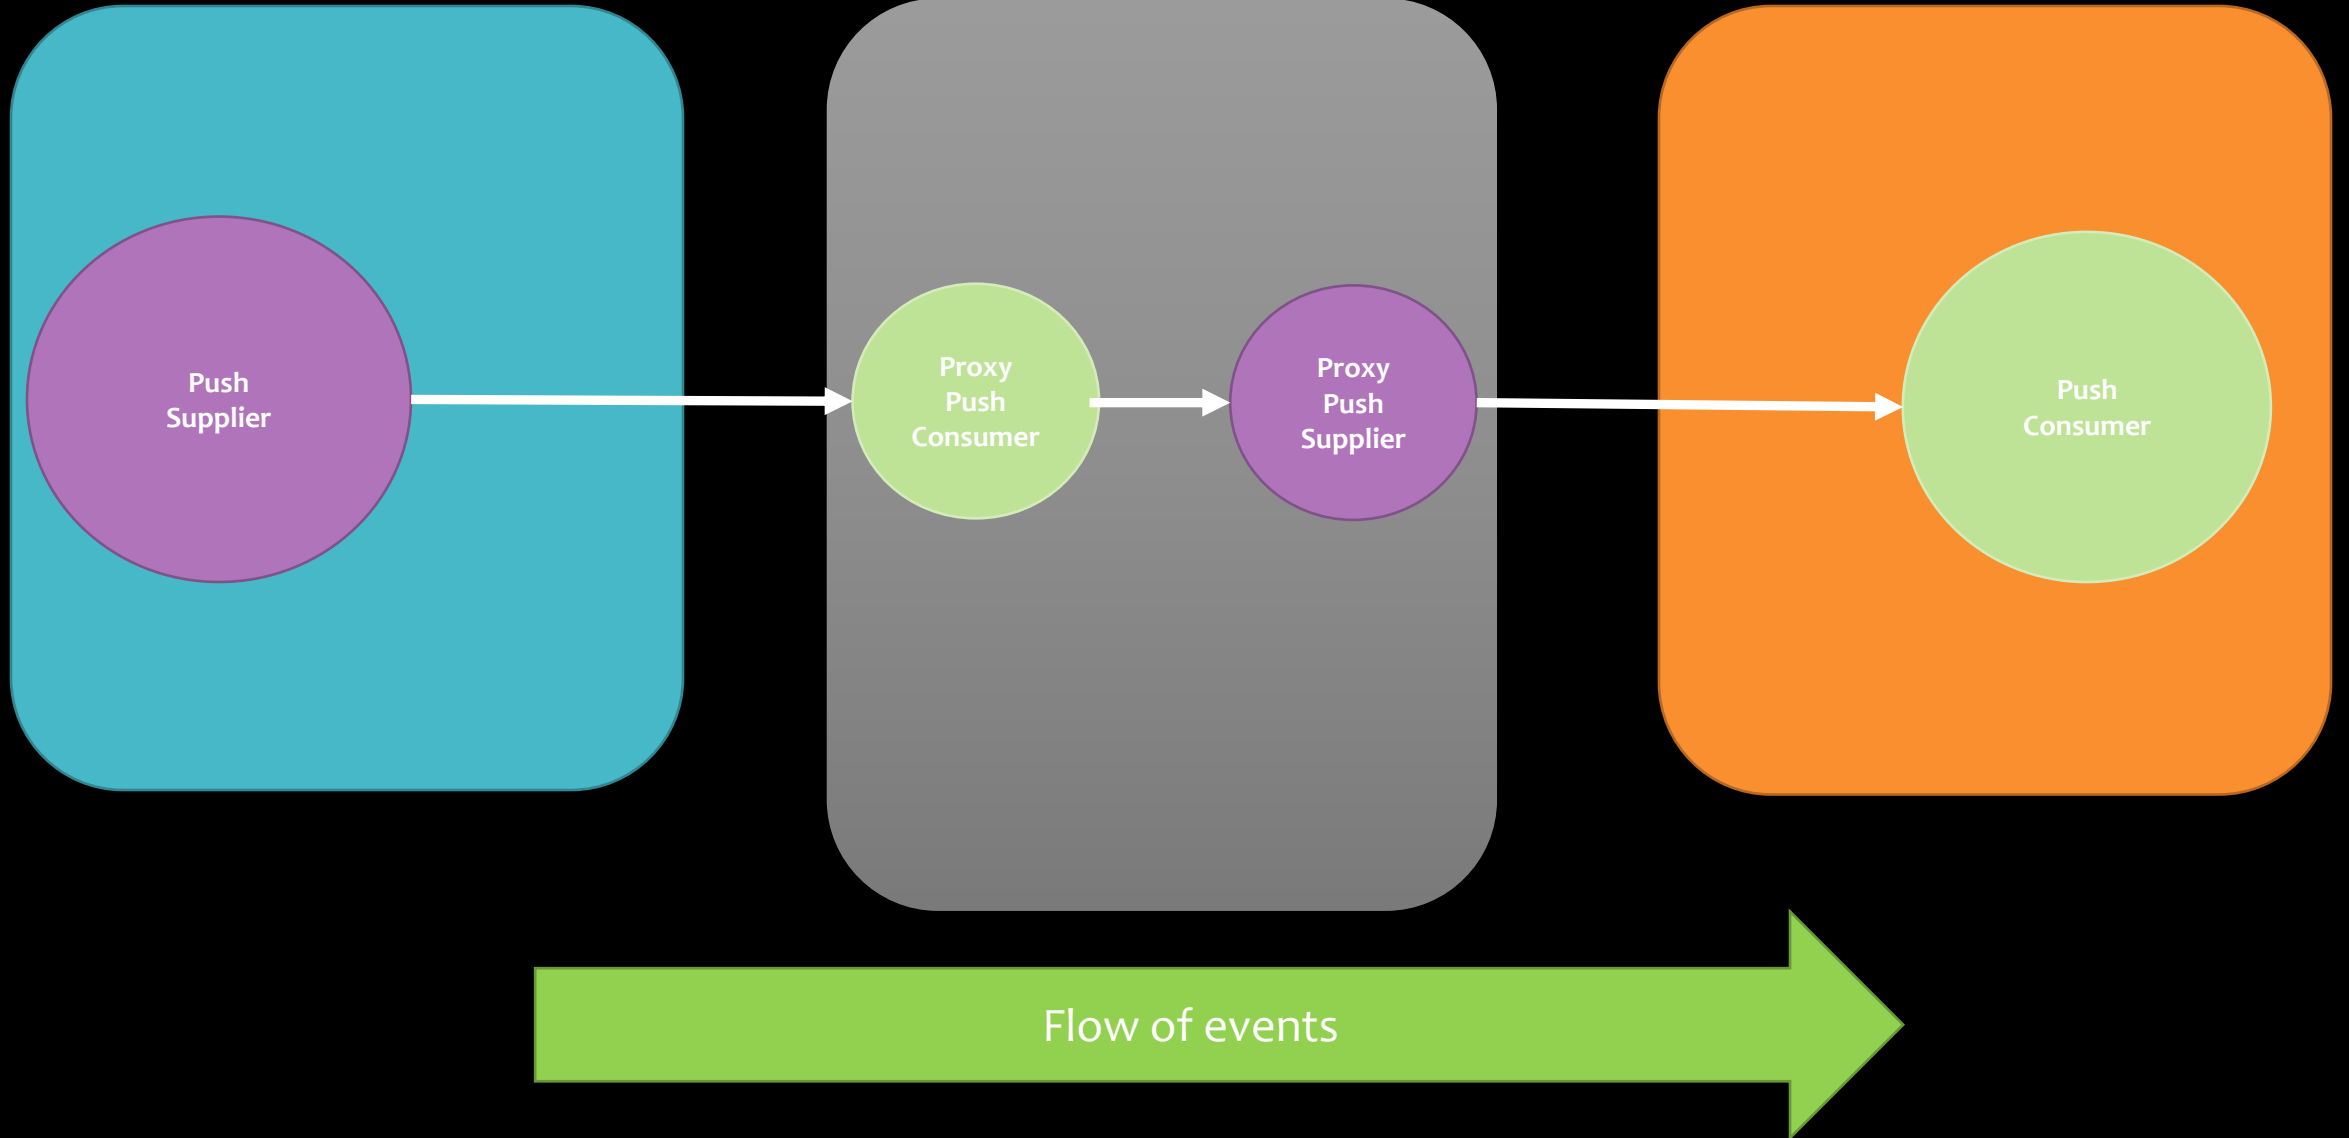 Push
Supplier
Proxy
Push
Consumer
Proxy
Push
Supplier
Push
Consumer
Flow of events